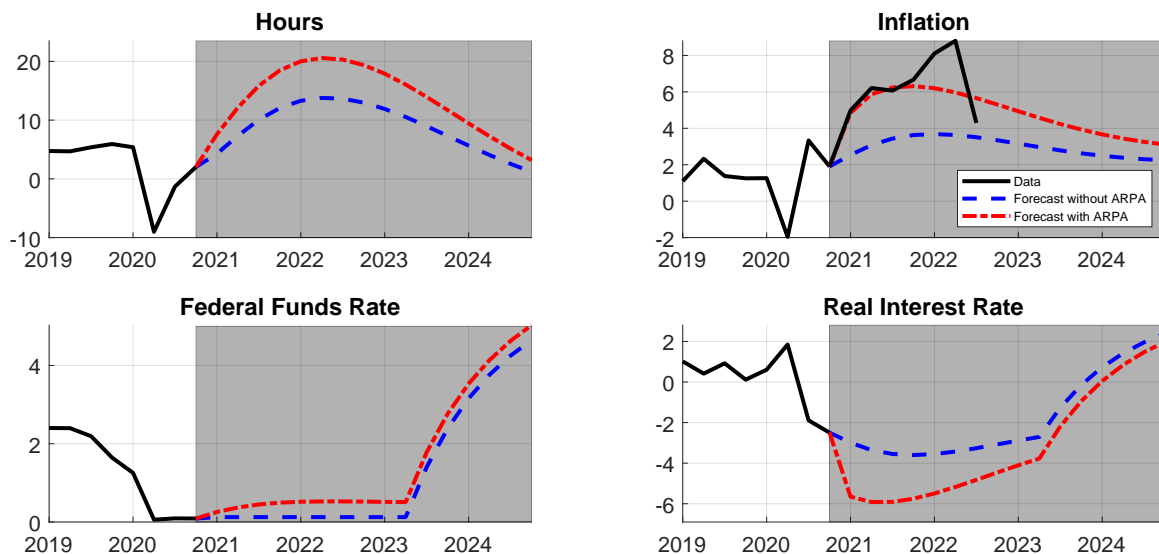 Hours
20
10
0
-10
2019 2020 2021 2022 2023 2024
Inflation
8
6
4
2
0
-2
2019 2020 2021 2022 2023 2024
Data
Forecast without ARPA
Forecast with ARPA
Federal Funds Rate
4
2
0
2019 2020 2021 2022 2023 2024
Real Interest Rate
2
0
-2
-4
-6
2019 2020 2021 2022 2023 2024